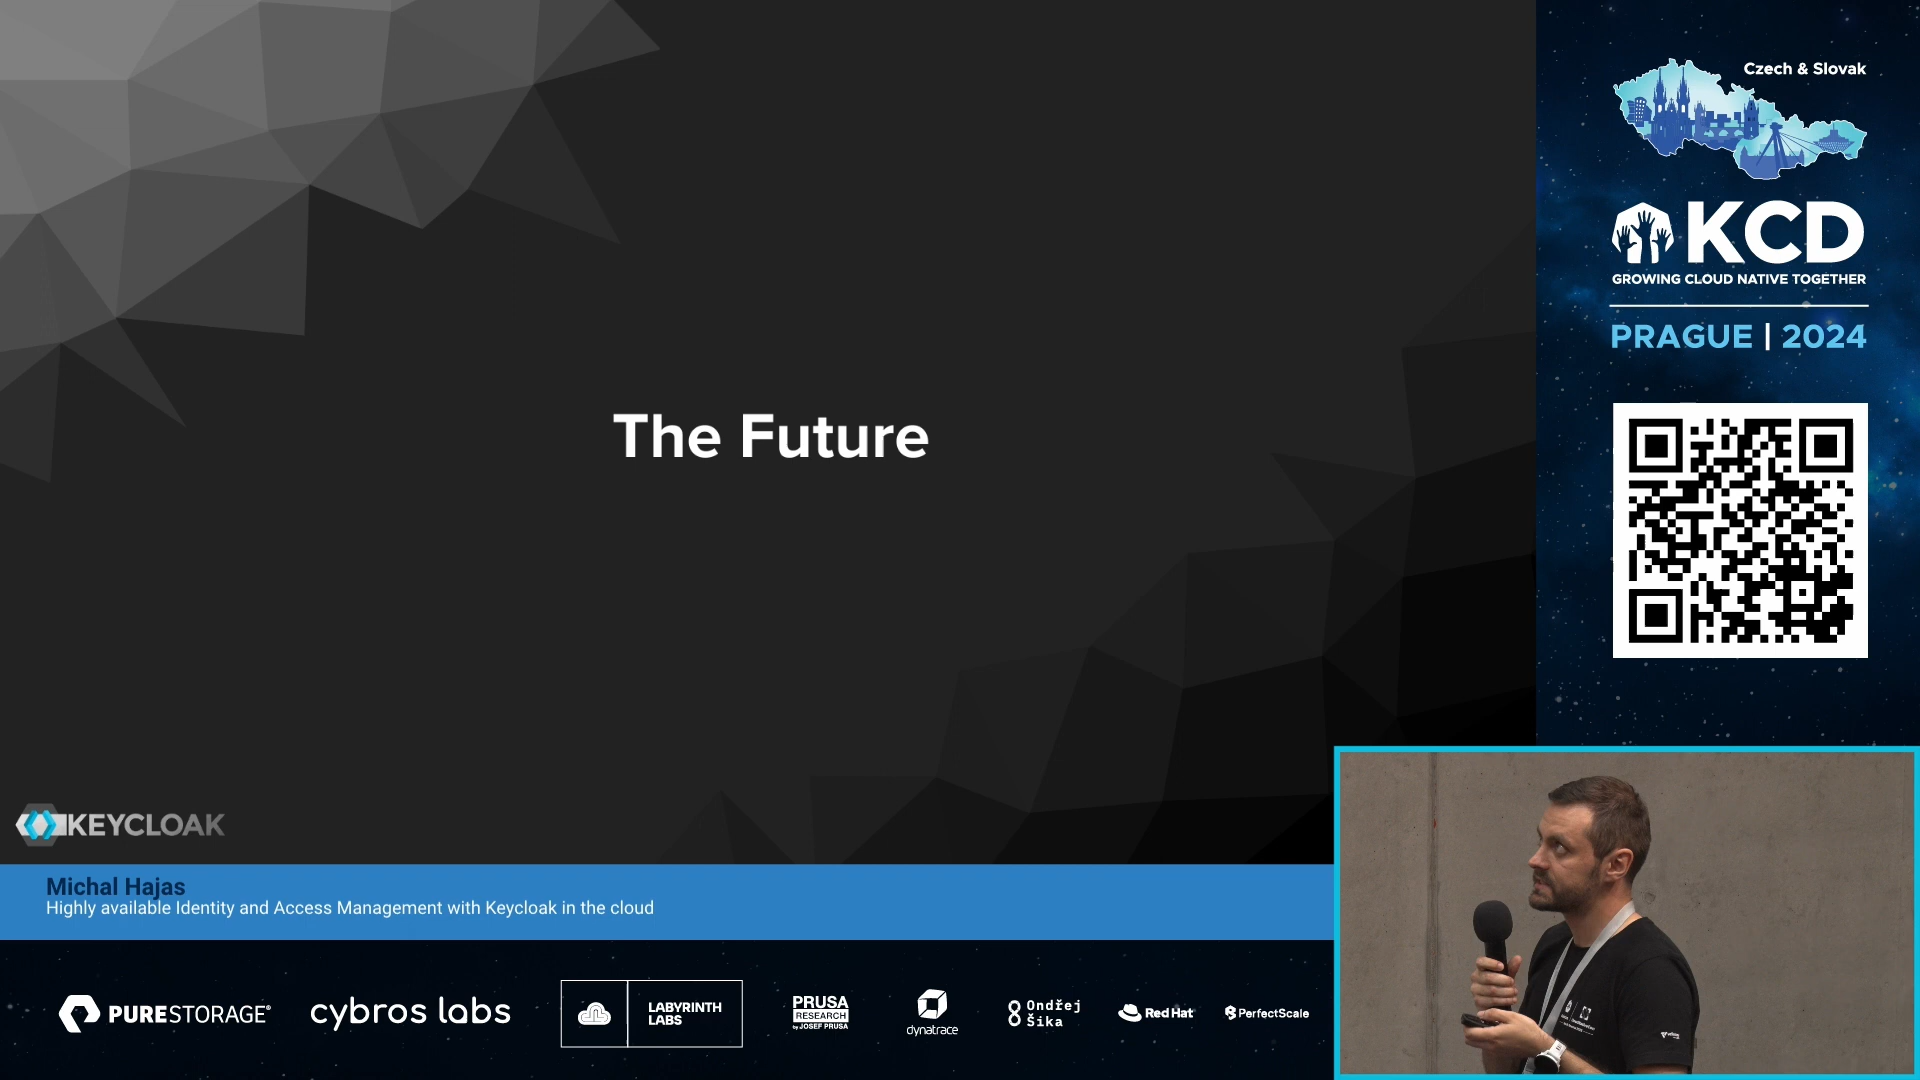 The Future
KEYCLOAK
Michal Hajas
Highly available Identity and Access Management with Keycloak in the cloud
Czech & Slovak
KCD
GROWING CLOUD NATIVE TOGETHER
PRAGUE | 2024
PURESTORAGE®
cybros labs
LABYRINTH
LABS
PRUSA
RESEARCH
by JOSEF PRUSA
dynatrace
Ondřej
Šika
Red Hat
PerfectScale